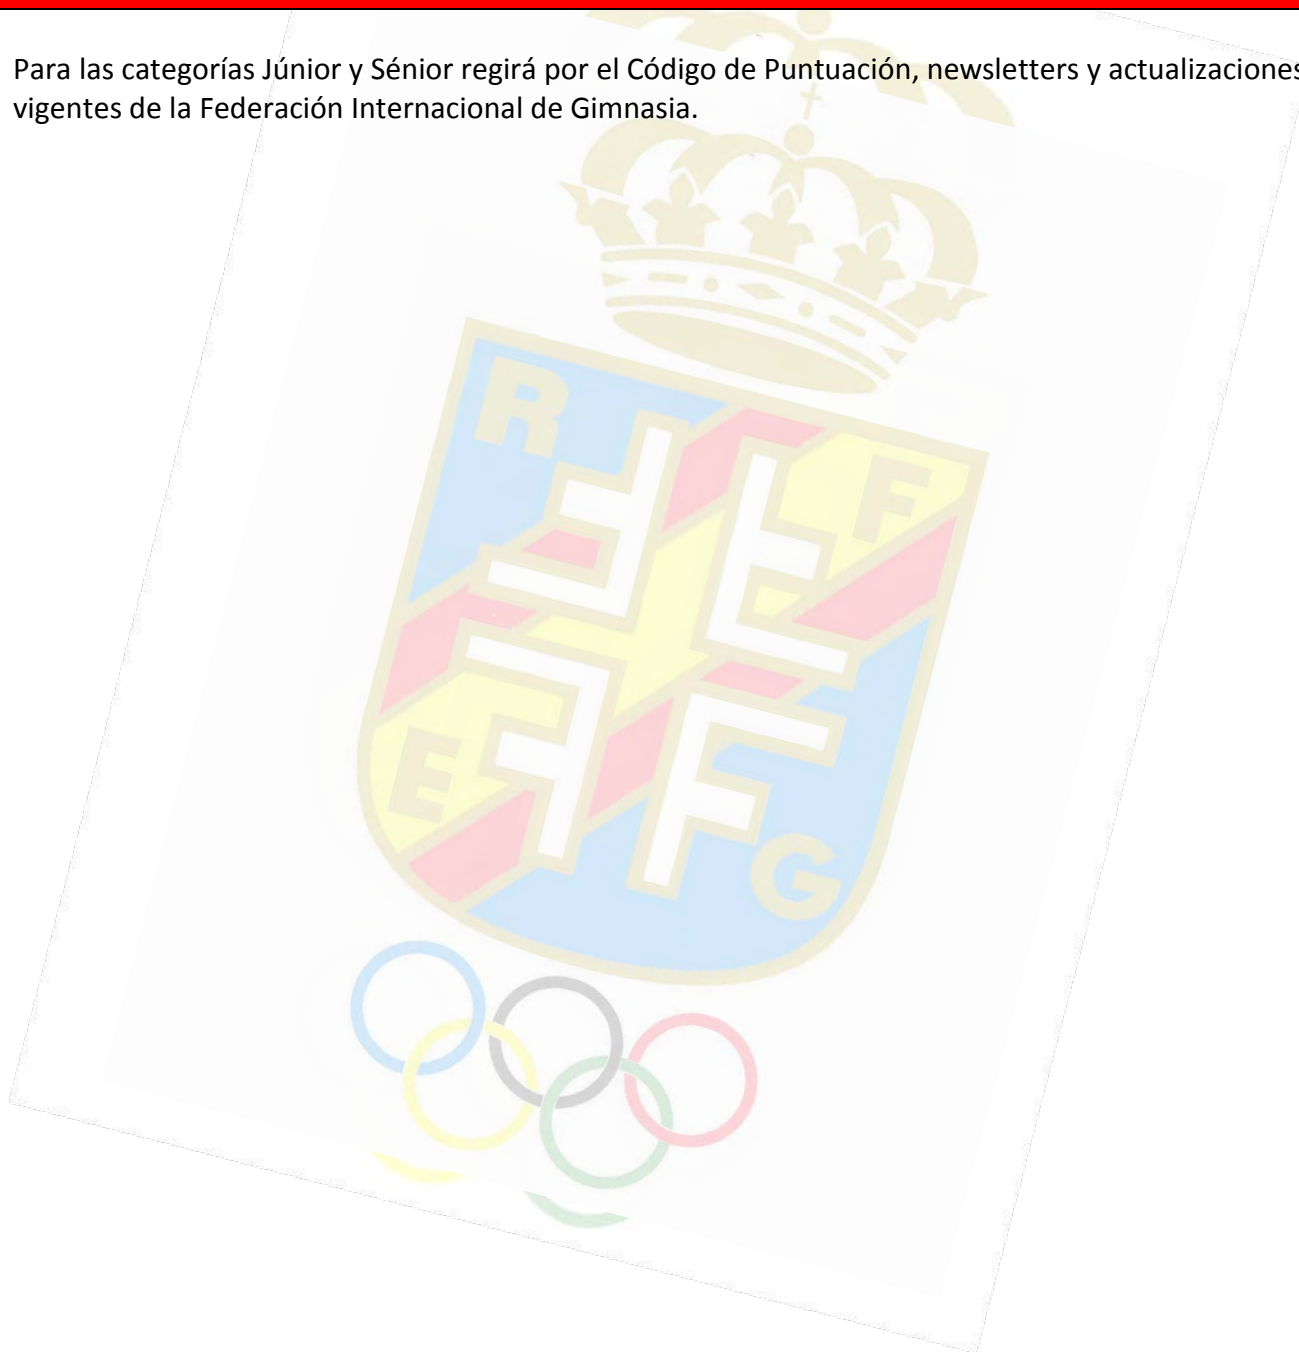 Para las categorías Júnior y Sénior regirá por el Código de Puntuación, newsletters y actualizaciones
vigentes de la Federación Internacional de Gimnasia.
R
F
E
G